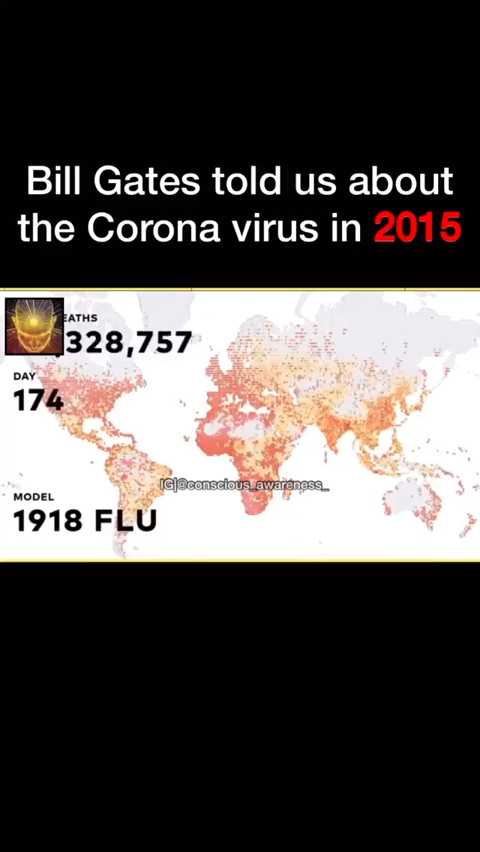 Bill Gates told us about
the Corona virus in 2015
EATHS
328,757
DAY
174
IG|@conscious_awareness_
MODEL
1918 FLU